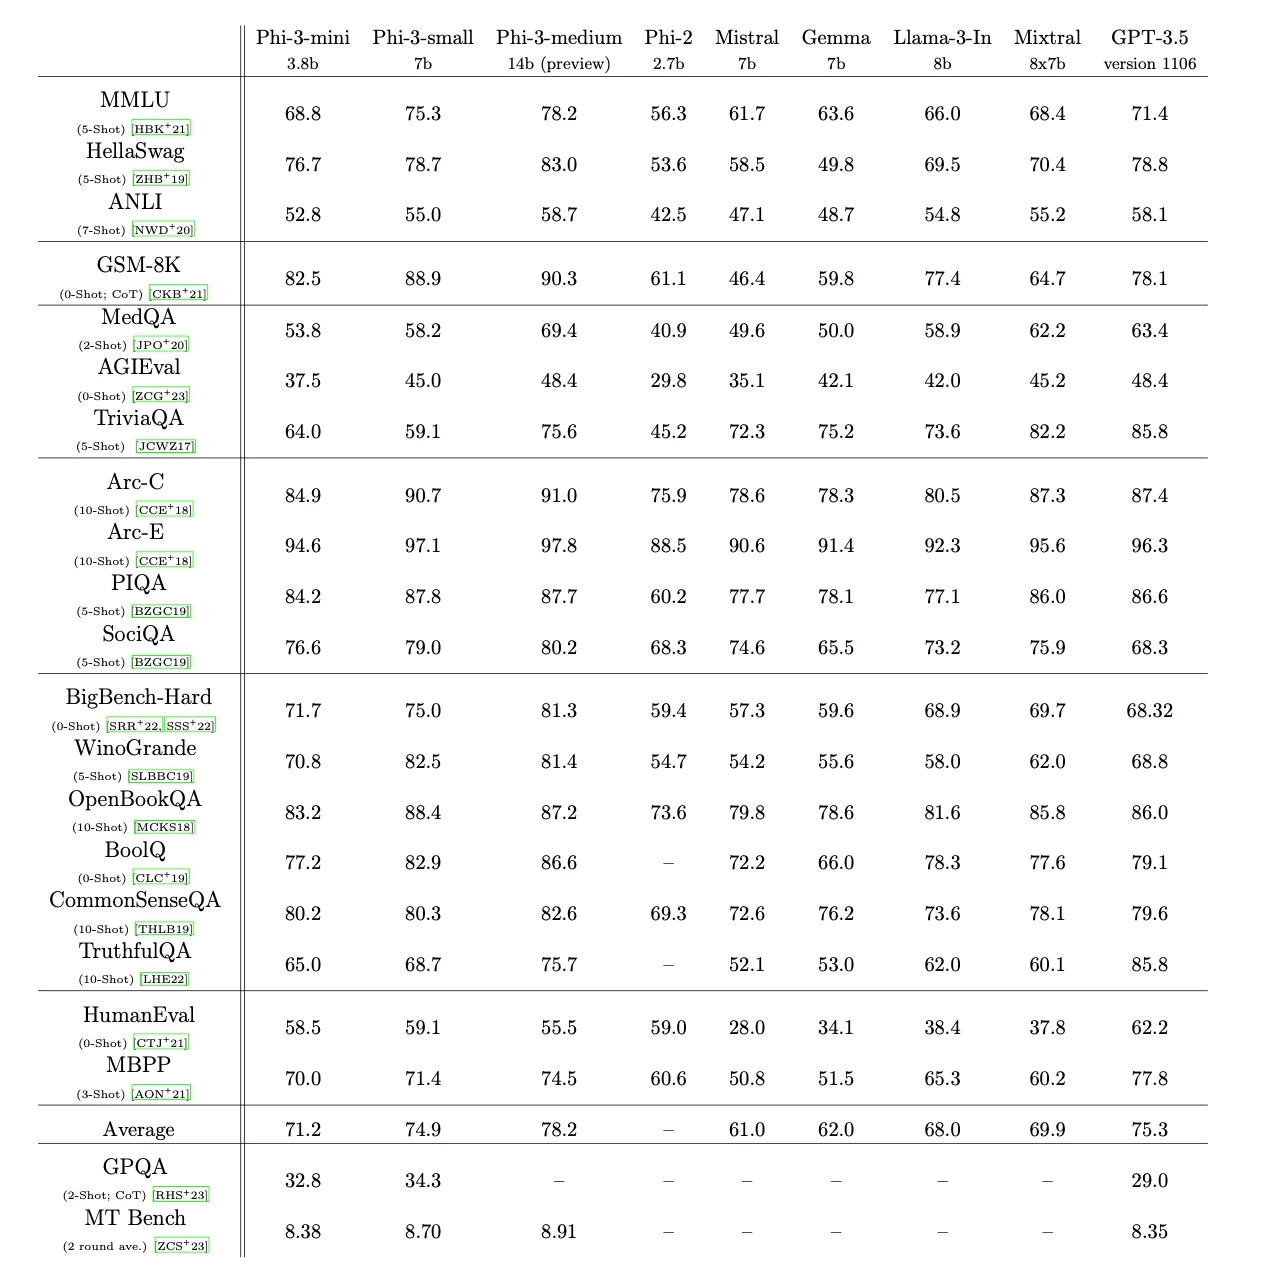 Phi-3-mini Phi-3-small Phi-3-medium Phi-2 Mistral Gemma Llama-3-In Mixtral GPT-3.5
3.8b 7b 14b (preview) 2.7b 7b 7b 8b 8x7b version 1106
MMLU
(5-Shot) [HBK+21] 68.8 75.3 78.2 56.3 61.7 63.6 66.0 68.4 71.4
HellaSwag
(5-Shot) [ZHB+19] 76.7 78.7 83.0 53.6 58.5 49.8 69.5 70.4 78.8
ANLI
(7-Shot) [NWD+20] 52.8 55.0 58.7 42.5 47.1 48.7 54.8 55.2 58.1
GSM-8K
(0-Shot; CoT) [CKB+21] 82.5 88.9 90.3 61.1 46.4 59.8 77.4 64.7 78.1
MedQA
(2-Shot) [JPO+20] 53.8 58.2 69.4 40.9 49.6 50.0 58.9 62.2 63.4
AGIEval
(0-Shot) [ZCG+23] 37.5 45.0 48.4 29.8 35.1 42.1 42.0 45.2 48.4
TriviaQA
(5-Shot) [JCWZ17] 64.0 59.1 75.6 45.2 72.3 75.2 73.6 82.2 85.8
Arc-C
(10-Shot) [CCE+18] 84.9 90.7 91.0 75.9 78.6 78.3 80.5 87.3 87.4
Arc-E
(10-Shot) [CCE+18] 94.6 97.1 97.8 88.5 90.6 91.4 92.3 95.6 96.3
PIQA
(5-Shot) [BZGC19] 84.2 87.8 87.7 60.2 77.7 78.1 77.1 86.0 86.6
SociQA
(5-Shot) [BZGC19] 76.6 79.0 80.2 68.3 74.6 65.5 73.2 75.9 68.3
BigBench-Hard
(0-Shot) [SRR+22, SSS+22] 71.7 75.0 81.3 59.4 57.3 59.6 68.9 69.7 68.32
WinoGrande
(5-Shot) [SLBBC19] 70.8 82.5 81.4 54.7 54.2 55.6 58.0 62.0 68.8
OpenBookQA
(10-Shot) [MCKS18] 83.2 88.4 87.2 73.6 79.8 78.6 81.6 85.8 86.0
BoolQ
(0-Shot) [CLC+19] 77.2 82.9 86.6 – 72.2 66.0 78.3 77.6 79.1
CommonSenseQA
(10-Shot) [THLB19] 80.2 80.3 82.6 69.3 72.6 76.2 73.6 78.1 79.6
TruthfulQA
(10-Shot) [LHE22] 65.0 68.7 75.7 – 52.1 53.0 62.0 60.1 85.8
HumanEval
(0-Shot) [CTJ+21] 58.5 59.1 55.5 59.0 28.0 34.1 38.4 37.8 62.2
MBPP
(3-Shot) [AON+21] 70.0 71.4 74.5 60.6 50.8 51.5 65.3 60.2 77.8
Average 71.2 74.9 78.2 – 61.0 62.0 68.0 69.9 75.3
GPQA
(2-Shot; CoT) [RHS+23] 32.8 34.3 – – – – – – 29.0
MT Bench
(2 round ave.) [ZCS+23] 8.38 8.70 8.91 – – – – – 8.35